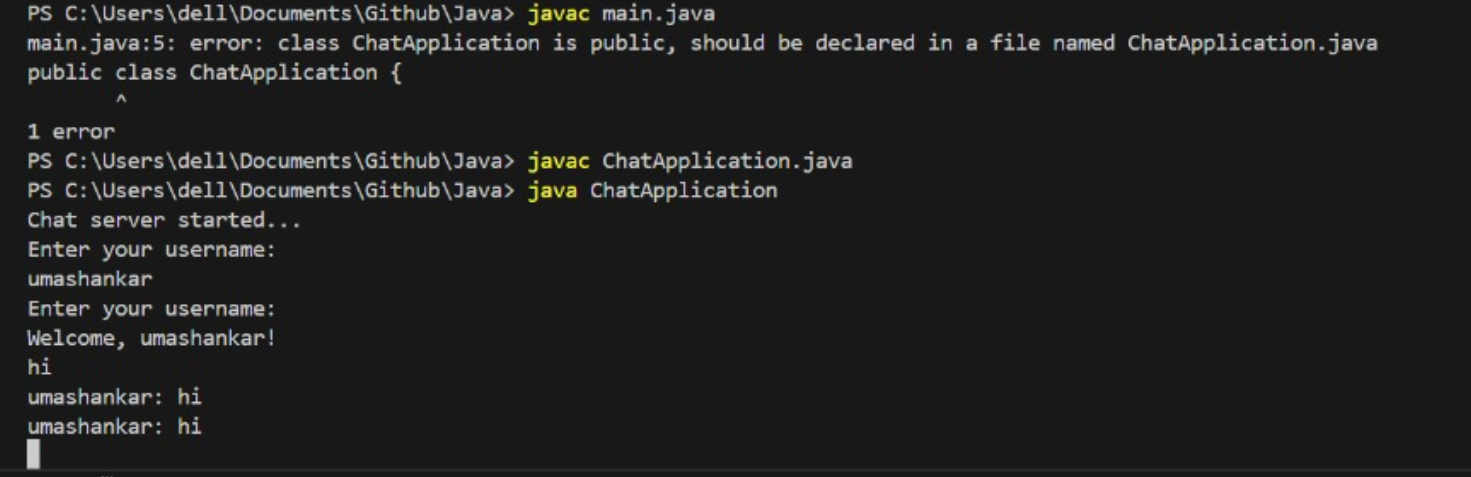 PS C:\Users\dell\Documents\Github\Java> javac main.java
main.java:5: error: class ChatApplication is public, should be declared in a file named ChatApplication.java
public class ChatApplication {
       ^
1 error
PS C:\Users\dell\Documents\Github\Java> javac ChatApplication.java
PS C:\Users\dell\Documents\Github\Java> java ChatApplication
Chat server started...
Enter your username:
umashankar
Enter your username:
Welcome, umashankar!
hi
umashankar: hi
umashankar: hi